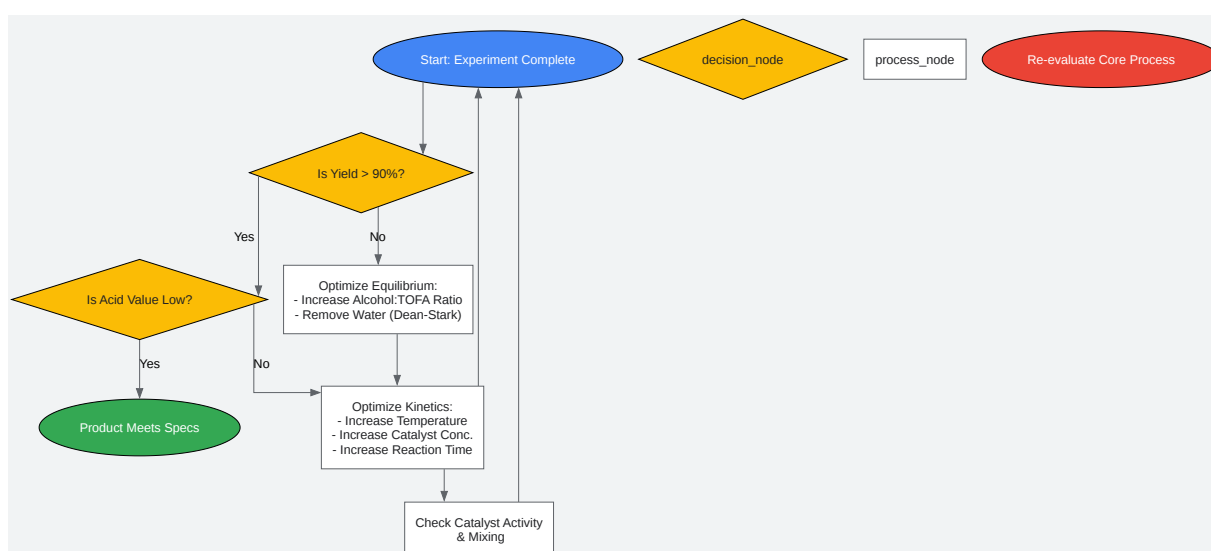 Start: Experiment Complete
decision_node
process_node
Re-evaluate Core Process
Is Yield > 90%?
Yes
No
Is Acid Value Low?
Optimize Equilibrium:
- Increase Alcohol:TOFA Ratio
- Remove Water (Dean-Stark)
Yes
No
Product Meets Specs
Optimize Kinetics:
- Increase Temperature
- Increase Catalyst Conc.
- Increase Reaction Time
Check Catalyst Activity
& Mixing